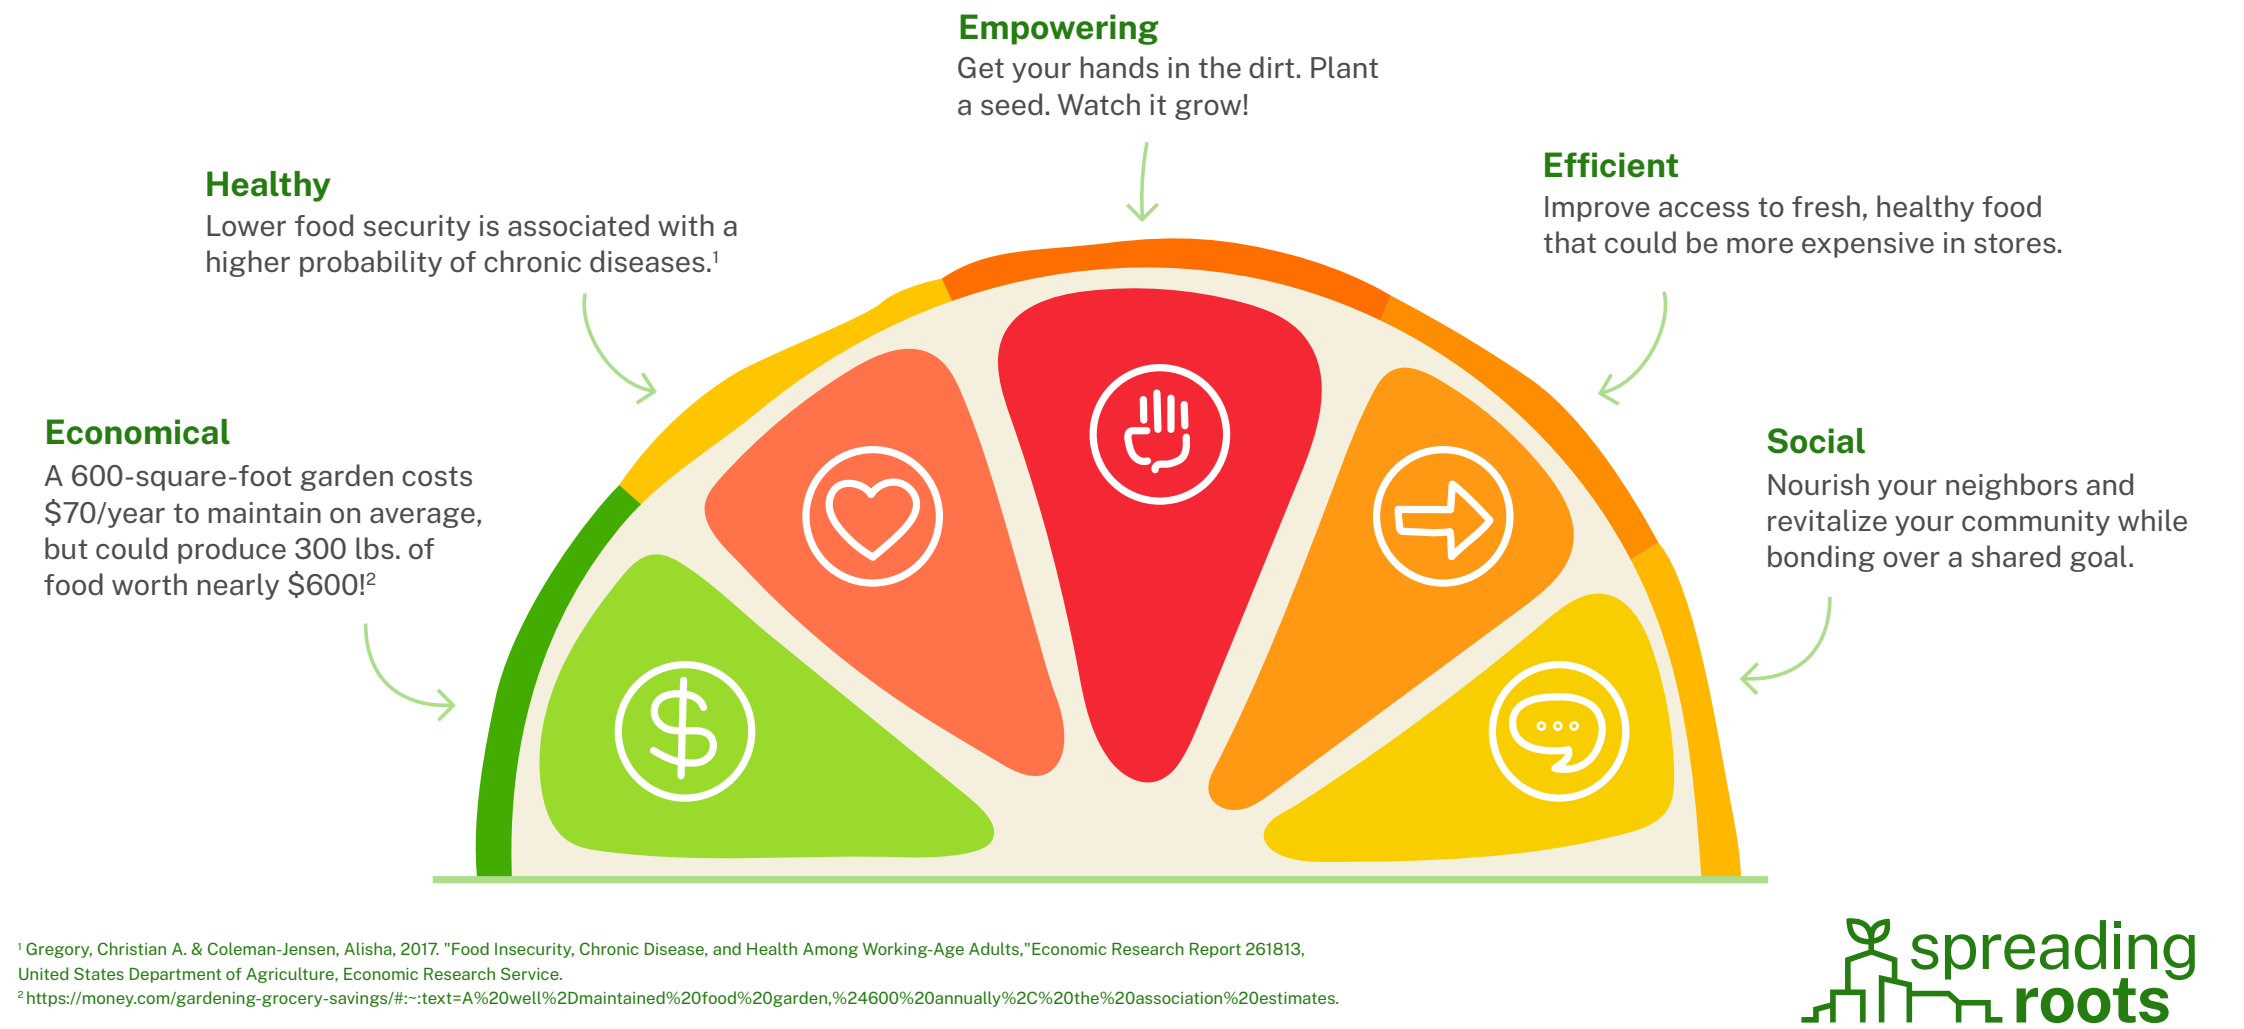 Empowering
Get your hands in the dirt. Plant
a seed. Watch it grow!
Healthy
Lower food security is associated with a
higher probability of chronic diseases.¹
Efficient
Improve access to fresh, healthy food
that could be more expensive in stores.
Economical
A 600-square-foot garden costs
$70/year to maintain on average,
but could produce 300 lbs. of
food worth nearly $600!²
Social
Nourish your neighbors and
revitalize your community while
bonding over a shared goal.
$
¹ Gregory, Christian A. & Coleman-Jensen, Alisha, 2017. "Food Insecurity, Chronic Disease, and Health Among Working-Age Adults,"Economic Research Report 261813,
United States Department of Agriculture, Economic Research Service.
² https://money.com/gardening-grocery-savings/#:~:text=A%20well%2Dmaintained%20food%20garden,%24600%20annually%2C%20the%20association%20estimates.
spreading
roots